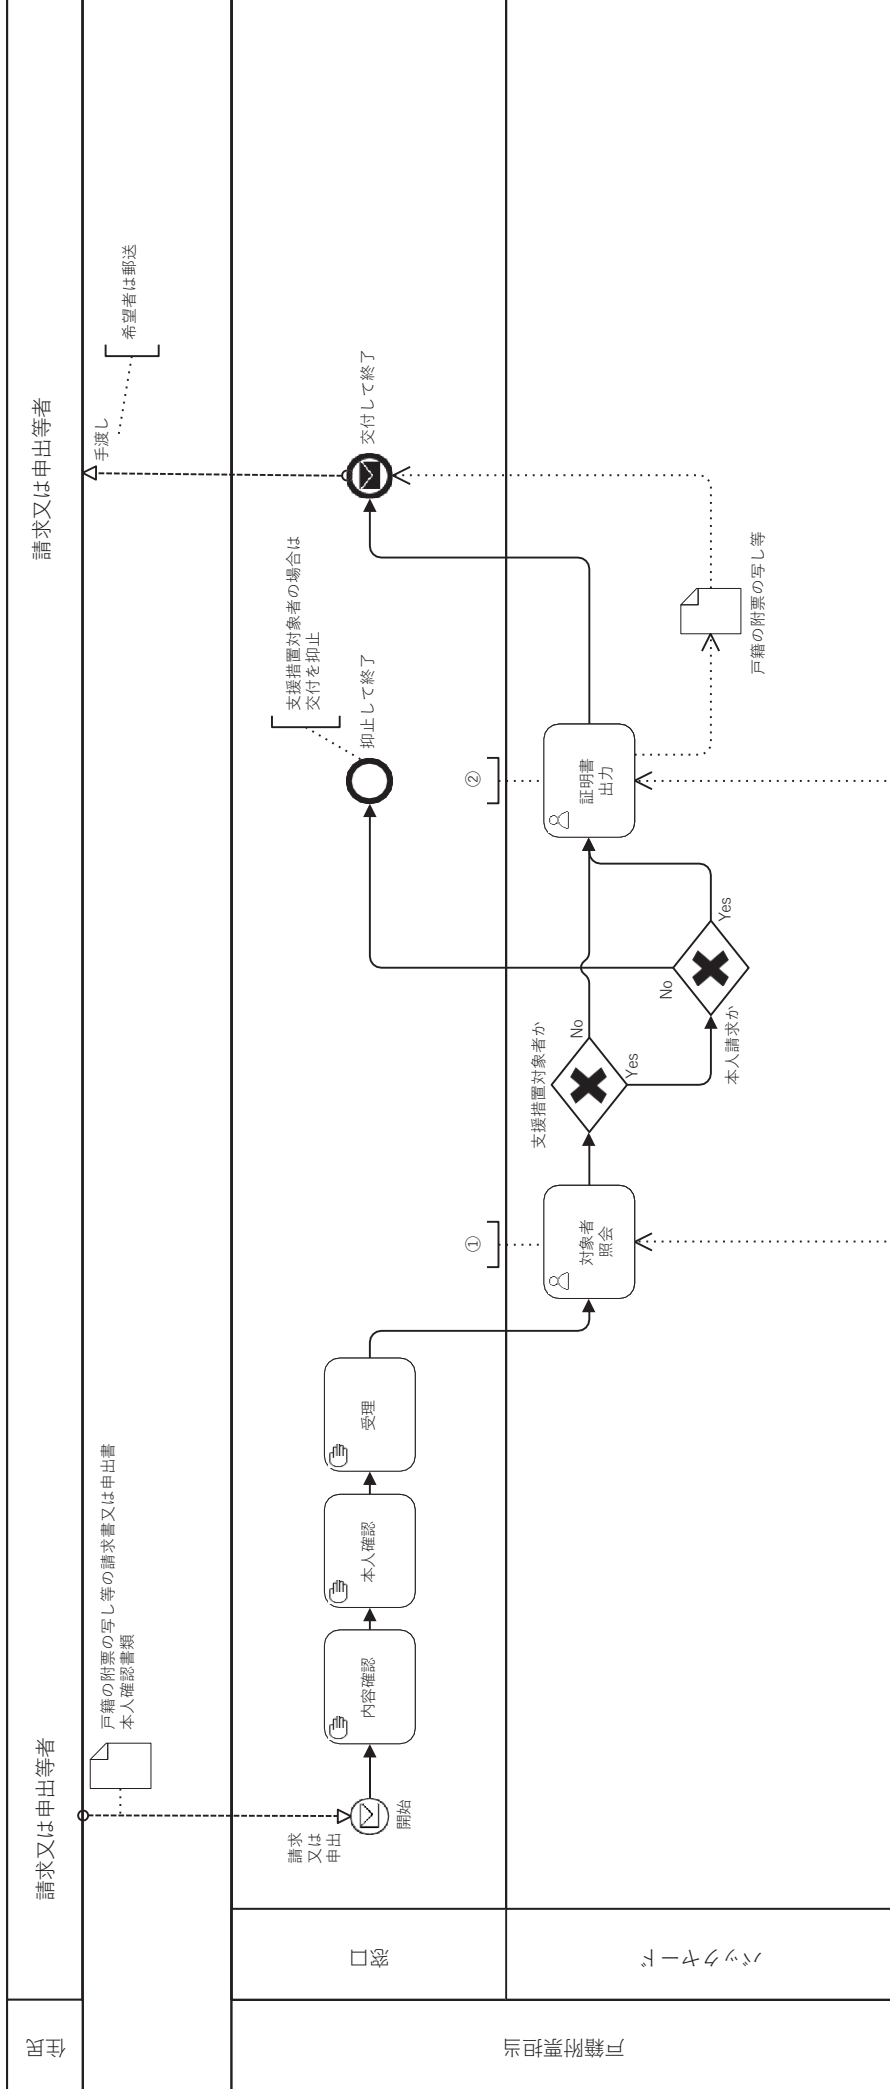 住民
請求又は申出等者
請求又は申出等者
戸籍の附票の写し等の請求書又は申出書
本人確認書類
手渡し
希望者は郵送
戸籍附票担当
窓口
請求
又は
申出
開始
内容確認
本人確認
受理
支援措置対象者の場合は
交付を抑止
抑止して終了
交付して終了
バックヤード
①
対象者
照会
支援措置対象者か
No
Yes
本人請求か
No
Yes
②
証明書
出力
戸籍の附票の写し等